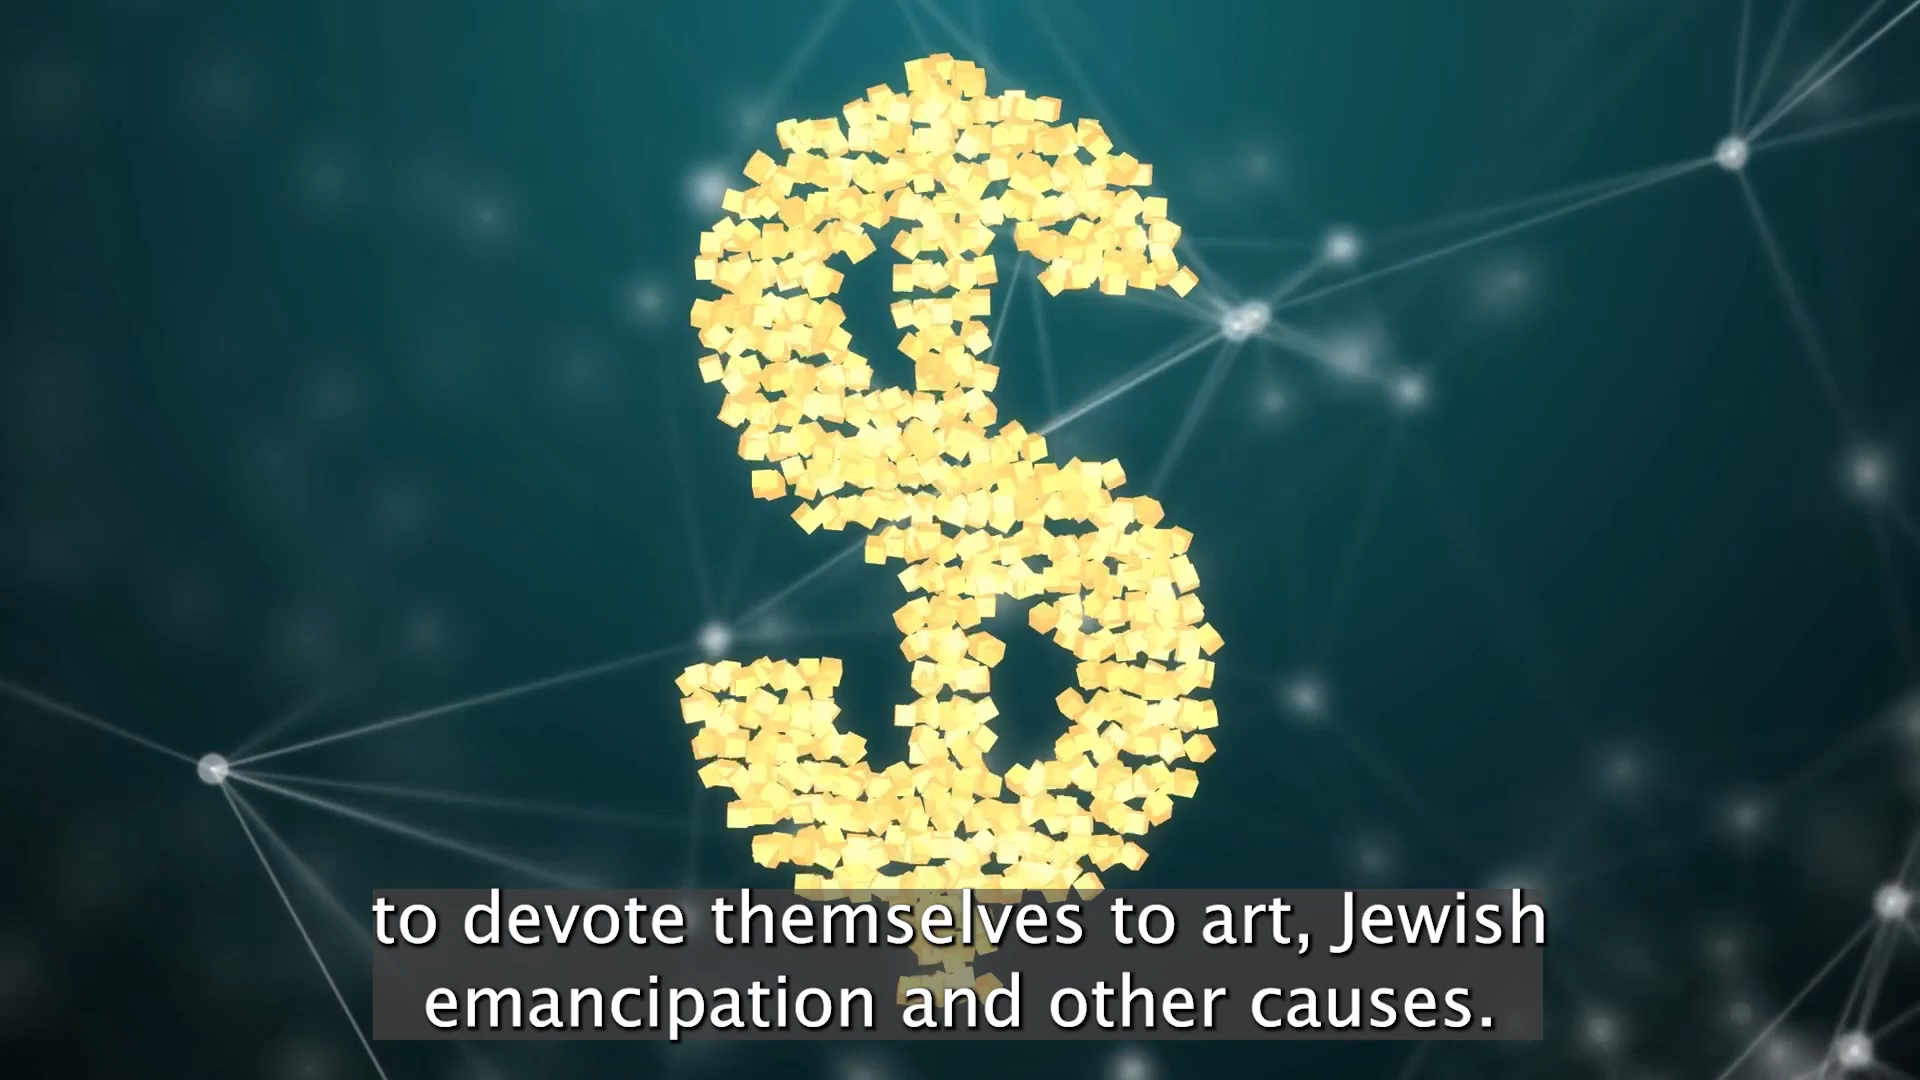 to devote themselves to art, Jewish
emancipation and other causes.